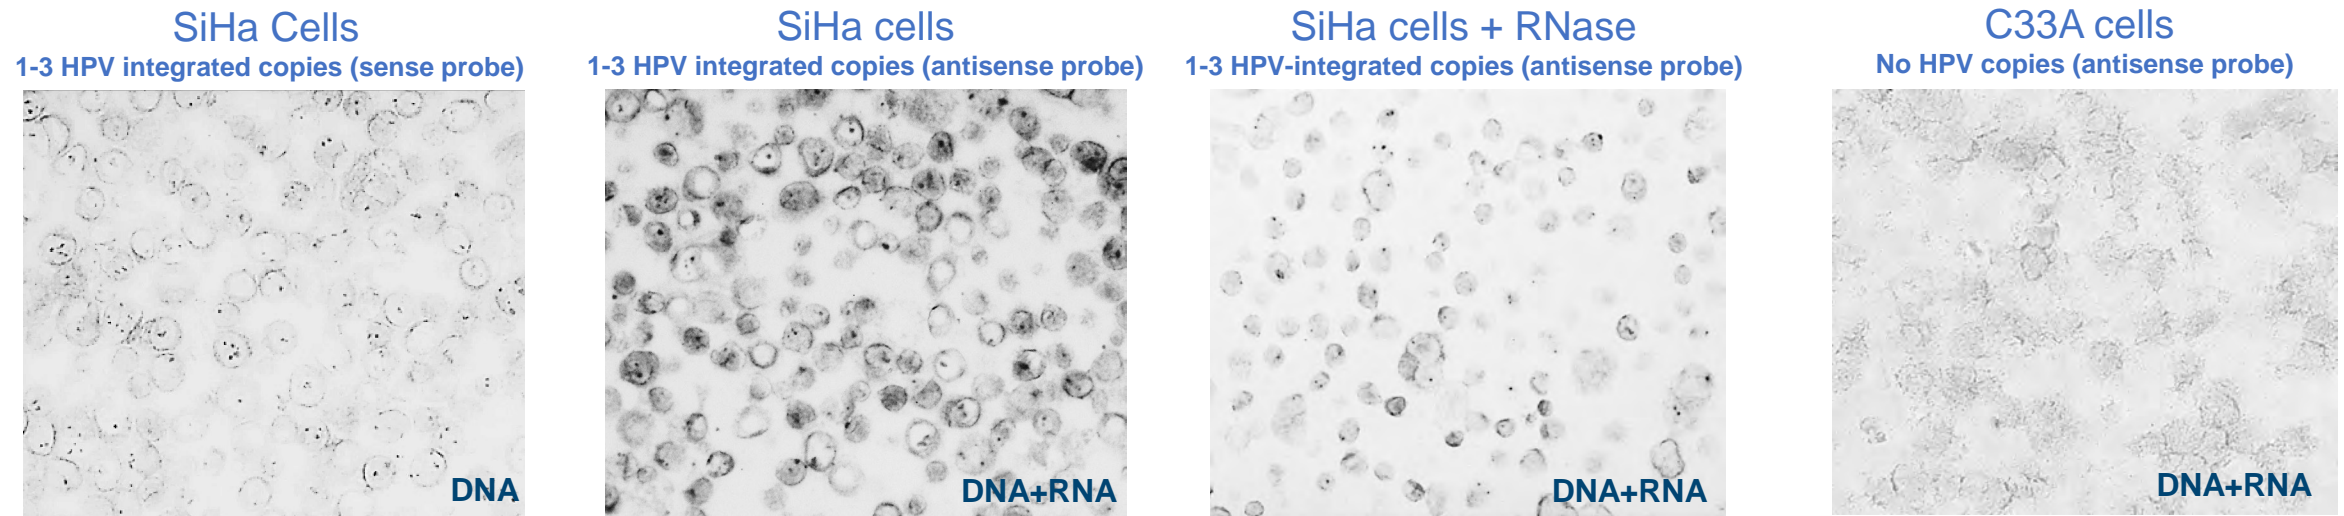 SiHa Cells
1-3 HPV integrated copies (sense probe)
DNA
SiHa cells
1-3 HPV integrated copies (antisense probe)
DNA+RNA
SiHa cells + RNase
1-3 HPV-integrated copies (antisense probe)
DNA+RNA
C33A cells
No HPV copies (antisense probe)
DNA+RNA